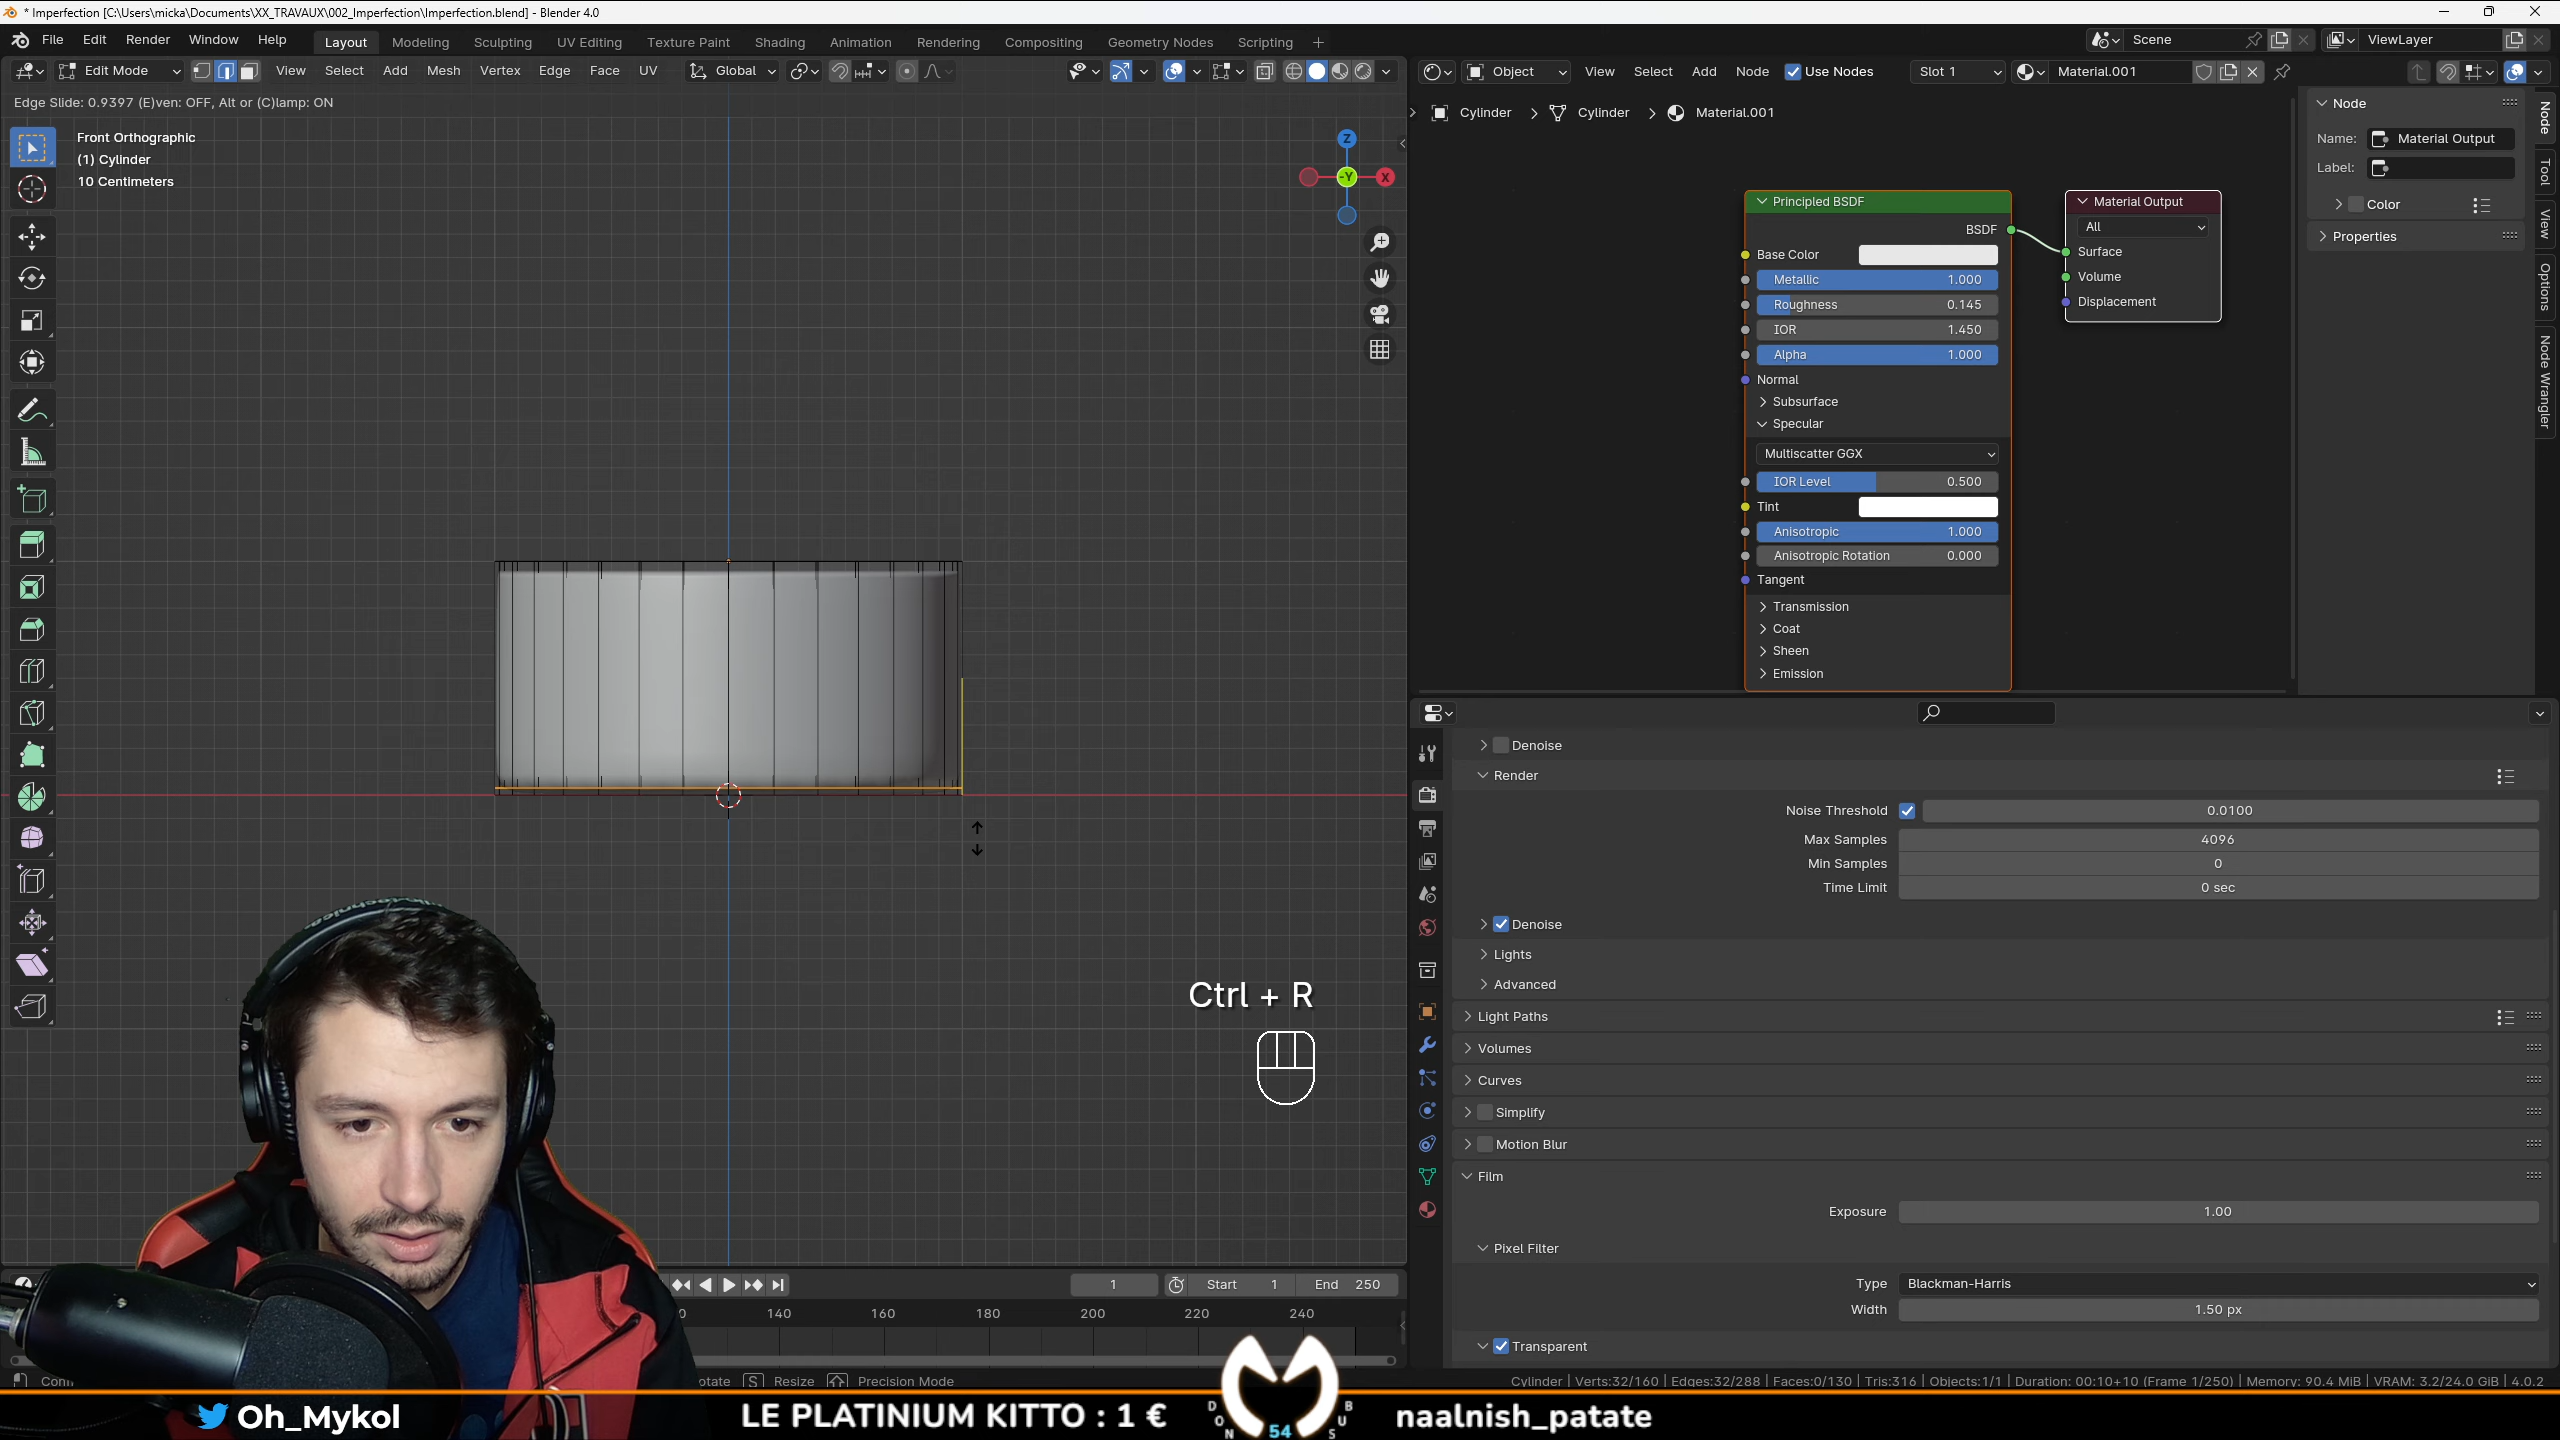 * Imperfection [C:\Users\micka\Documents\XX_TRAVAUX\002_Imperfection\Imperfection.blend] - Blender 4.0
File Edit Render Window Help Layout Modeling Sculpting UV Editing Texture Paint Shading Animation Rendering Compositing Geometry Nodes Scripting + Scene ViewLayer
Edit Mode View Select Add Mesh Vertex Edge Face UV Global
Object View Select Add Node Use Nodes Slot 1 Material.001
Edge Slide: 0.9397 (E)ven: OFF, Alt or (C)lamp: ON
Front Orthographic
(1) Cylinder
10 Centimeters
Z
-Y
X
Cylinder > Cylinder > Material.001
Principled BSDF
BSDF
Base Color
Metallic 1.000
Roughness 0.145
IOR 1.450
Alpha 1.000
Normal
Subsurface
Specular
Multiscatter GGX
IOR Level 0.500
Tint
Anisotropic 1.000
Anisotropic Rotation 0.000
Tangent
Transmission
Coat
Sheen
Emission
Material Output
All
Surface
Volume
Displacement
Node
Name: Material Output
Label:
Color
Properties
Node
Tool
View
Options
Node Wrangler
Denoise
Render
Noise Threshold 0.0100
Max Samples 4096
Min Samples 0
Time Limit 0 sec
Denoise
Lights
Advanced
Light Paths
Volumes
Curves
Simplify
Motion Blur
Film
Exposure 1.00
Pixel Filter
Type Blackman-Harris
Width 1.50 px
Transparent
Ctrl + R
1 Start 1 End 250
0 140 160 180 200 220 240
otate S Resize Precision Mode
Cylinder | Verts:32/160 | Edges:32/288 | Faces:0/130 | Tris:316 | Objects:1/1 | Duration: 00:10+10 (Frame 1/250) | Memory: 90.4 MiB | VRAM: 3.2/24.0 GiB | 4.0.2
Oh_Mykol
LE PLATINIUM KITTO : 1 €
DON
54
BUS
naalnish_patate